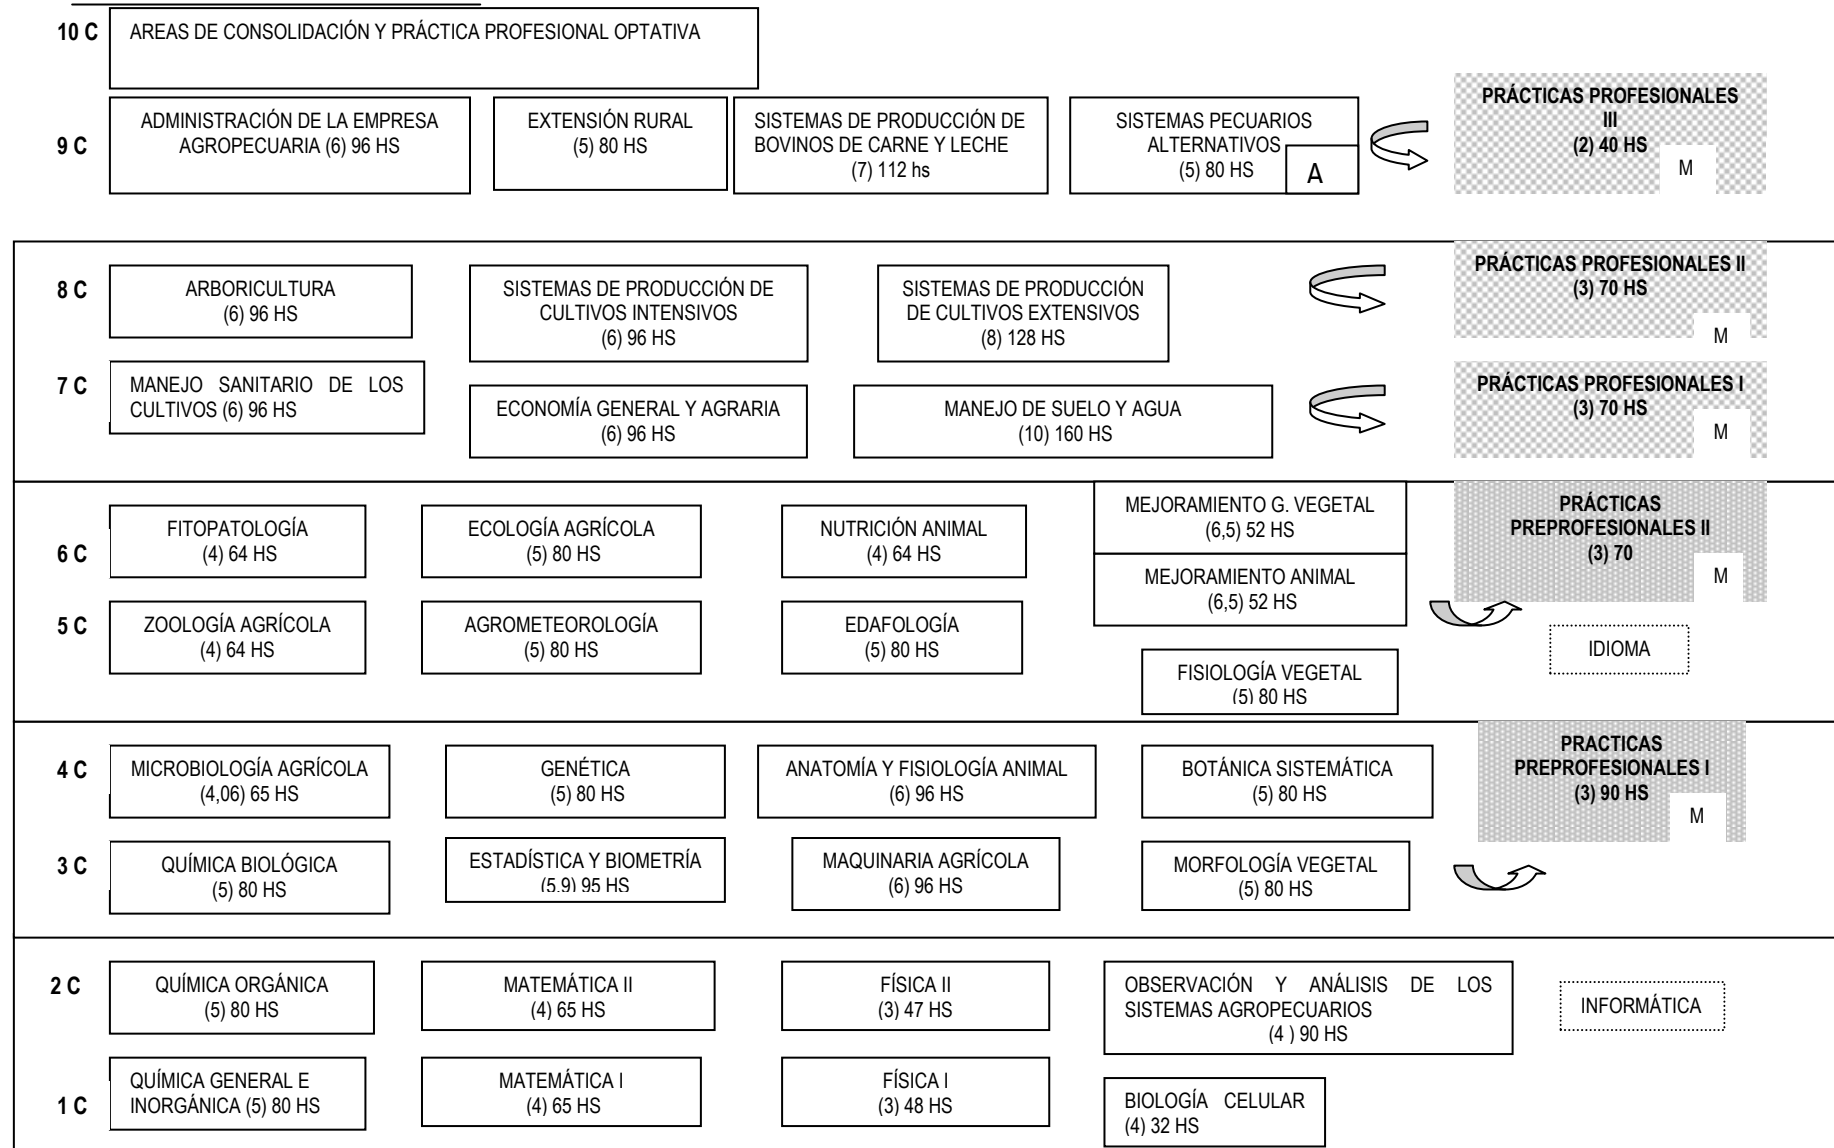 10 C
AREAS DE CONSOLIDACIÓN Y PRÁCTICA PROFESIONAL OPTATIVA
9 C
ADMINISTRACIÓN DE LA EMPRESA
AGROPECUARIA (6) 96 HS
EXTENSIÓN RURAL
(5) 80 HS
SISTEMAS DE PRODUCCIÓN DE
BOVINOS DE CARNE Y LECHE
(7) 112 hs
SISTEMAS PECUARIOS
ALTERNATIVOS
(5) 80 HS
A
PRÁCTICAS PROFESIONALES
III
(2) 40 HS
M
8 C
ARBORICULTURA
(6) 96 HS
SISTEMAS DE PRODUCCIÓN DE
CULTIVOS INTENSIVOS
(6) 96 HS
SISTEMAS DE PRODUCCIÓN
DE CULTIVOS EXTENSIVOS
(8) 128 HS
PRÁCTICAS PROFESIONALES II
(3) 70 HS
M
7 C
MANEJO SANITARIO DE LOS
CULTIVOS (6) 96 HS
ECONOMÍA GENERAL Y AGRARIA
(6) 96 HS
MANEJO DE SUELO Y AGUA
(10) 160 HS
PRÁCTICAS PROFESIONALES I
(3) 70 HS
M
6 C
FITOPATOLOGÍA
(4) 64 HS
ECOLOGÍA AGRÍCOLA
(5) 80 HS
NUTRICIÓN ANIMAL
(4) 64 HS
MEJORAMIENTO G. VEGETAL
(6,5) 52 HS
MEJORAMIENTO ANIMAL
(6,5) 52 HS
PRÁCTICAS
PREPROFESIONALES II
(3) 70
M
5 C
ZOOLOGÍA AGRÍCOLA
(4) 64 HS
AGROMETEOROLOGÍA
(5) 80 HS
EDAFOLOGÍA
(5) 80 HS
FISIOLOGÍA VEGETAL
(5) 80 HS
IDIOMA
4 C
MICROBIOLOGÍA AGRÍCOLA
(4,06) 65 HS
GENÉTICA
(5) 80 HS
ANATOMÍA Y FISIOLOGÍA ANIMAL
(6) 96 HS
BOTÁNICA SISTEMÁTICA
(5) 80 HS
PRACTICAS
PREPROFESIONALES I
(3) 90 HS
M
3 C
QUÍMICA BIOLÓGICA
(5) 80 HS
ESTADÍSTICA Y BIOMETRÍA
(5,9) 95 HS
MAQUINARIA AGRÍCOLA
(6) 96 HS
MORFOLOGÍA VEGETAL
(5) 80 HS
2 C
QUÍMICA ORGÁNICA
(5) 80 HS
MATEMÁTICA II
(4) 65 HS
FÍSICA II
(3) 47 HS
OBSERVACIÓN Y ANÁLISIS DE LOS
SISTEMAS AGROPECUARIOS
(4 ) 90 HS
INFORMÁTICA
1 C
QUÍMICA GENERAL E
INORGÁNICA (5) 80 HS
MATEMÁTICA I
(4) 65 HS
FÍSICA I
(3) 48 HS
BIOLOGÍA CELULAR
(4) 32 HS